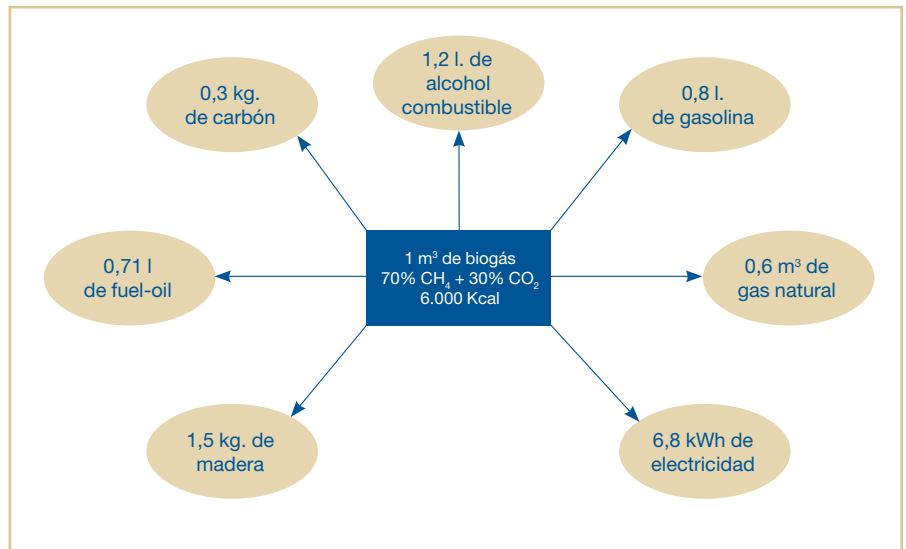 1,2 l. de
alcohol
combustible
0,3 kg.
de carbón
0,8 l.
de gasolina
0,71 l
de fuel-oil
1 m³ de biogás
70% CH₄ + 30% CO₂
6.000 Kcal
0,6 m³ de
gas natural
1,5 kg. de
madera
6,8 kWh de
electricidad